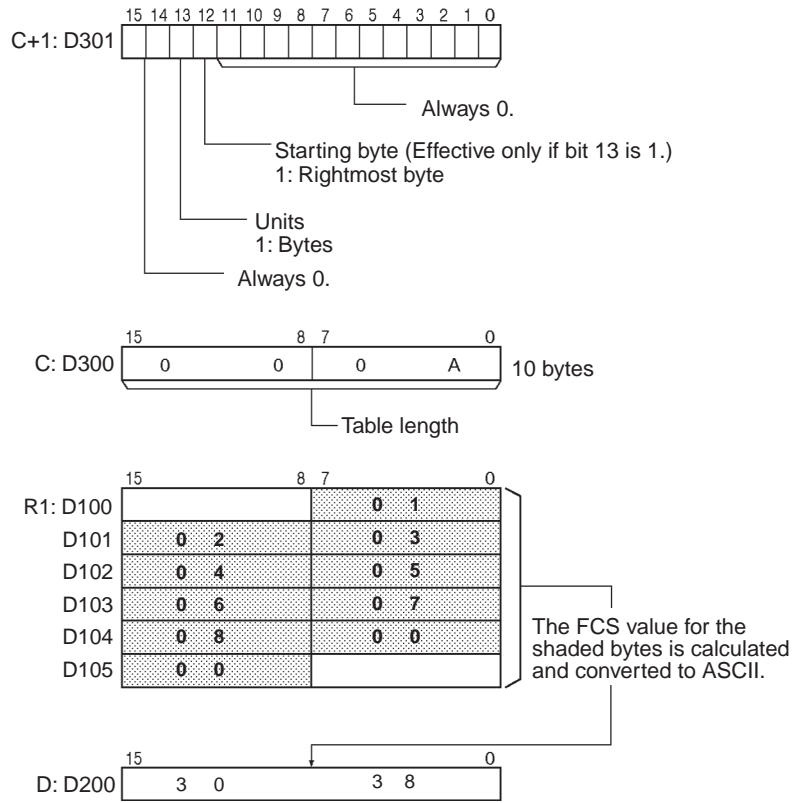 15 14 13 12 11 10 9 8 7 6 5 4 3 2 1 0
C+1: D301
Always 0.
Starting byte (Effective only if bit 13 is 1.)
1: Rightmost byte
Units
1: Bytes
Always 0.
15 8 7 0
C: D300 0 0 0 A 10 bytes
Table length
15 8 7 0
R1: D100 0 1
D101 0 2 0 3
D102 0 4 0 5
D103 0 6 0 7
D104 0 8 0 0
D105 0 0
The FCS value for the
shaded bytes is calculated
and converted to ASCII.
15 0
D: D200 3 0 3 8